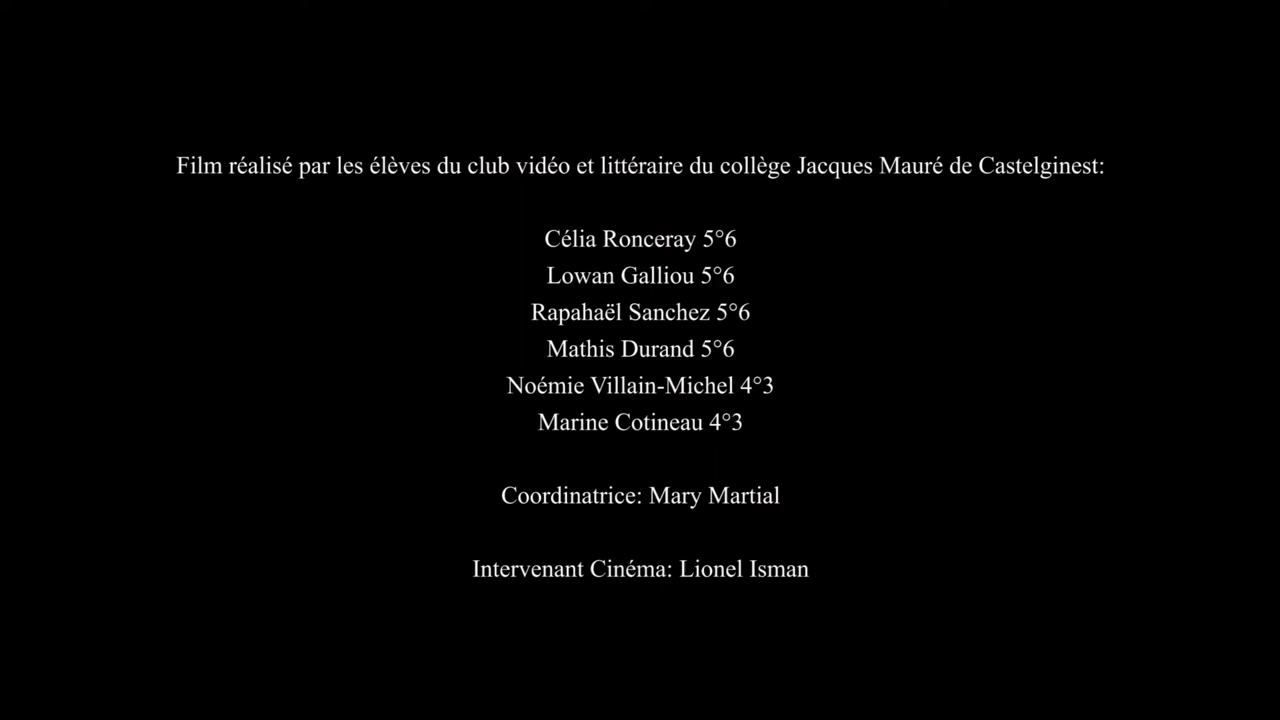 Film réalisé par les élèves du club vidéo et littéraire du collège Jacques Mauré de Castelginest:
Célia Ronceray 5°6
Lowan Galliou 5°6
Rapahaël Sanchez 5°6
Mathis Durand 5°6
Noémie Villain-Michel 4°3
Marine Cotineau 4°3
Coordinatrice: Mary Martial
Intervenant Cinéma: Lionel Isman